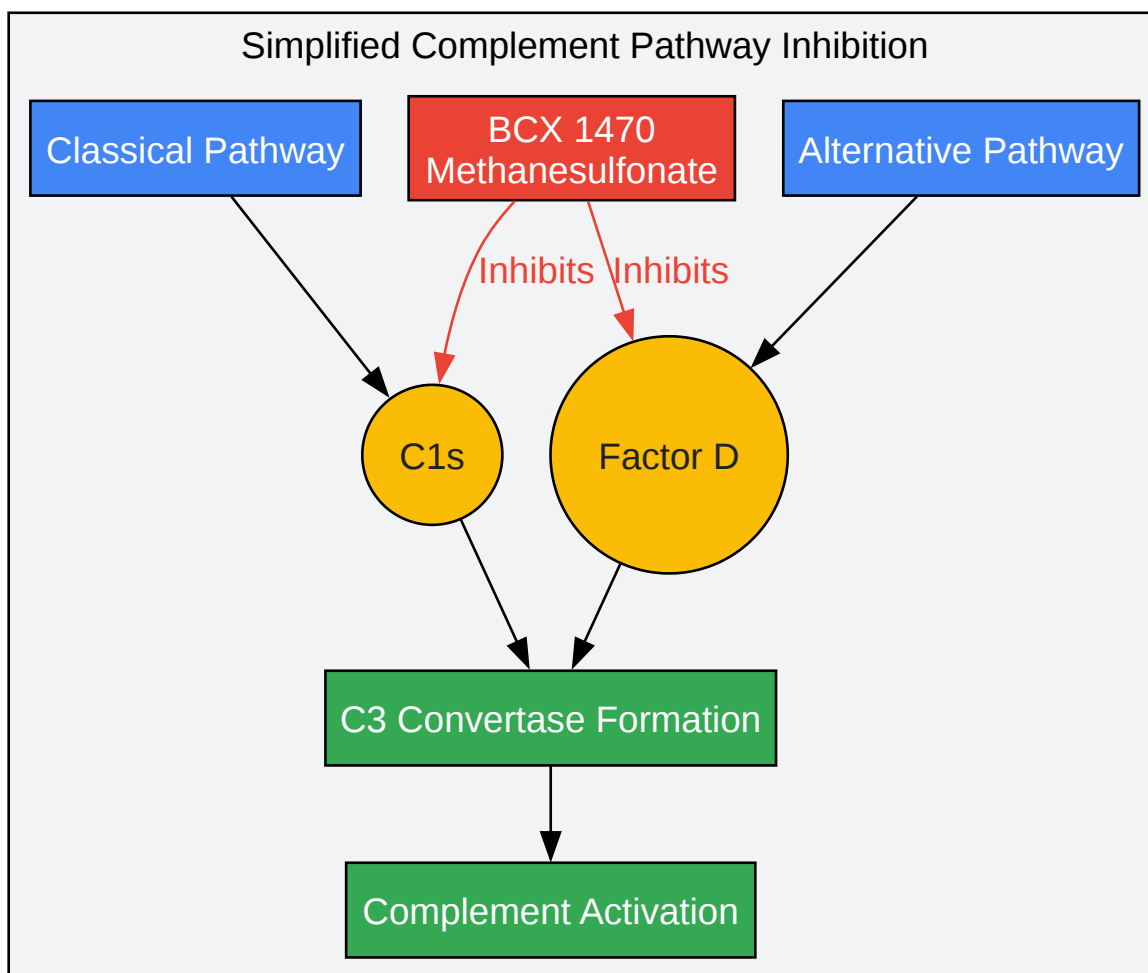 Simplified Complement Pathway Inhibition
Classical Pathway
BCX 1470
Methanesulfonate
Alternative Pathway
Inhibits
Inhibits
C1s
Factor D
C3 Convertase Formation
Complement Activation